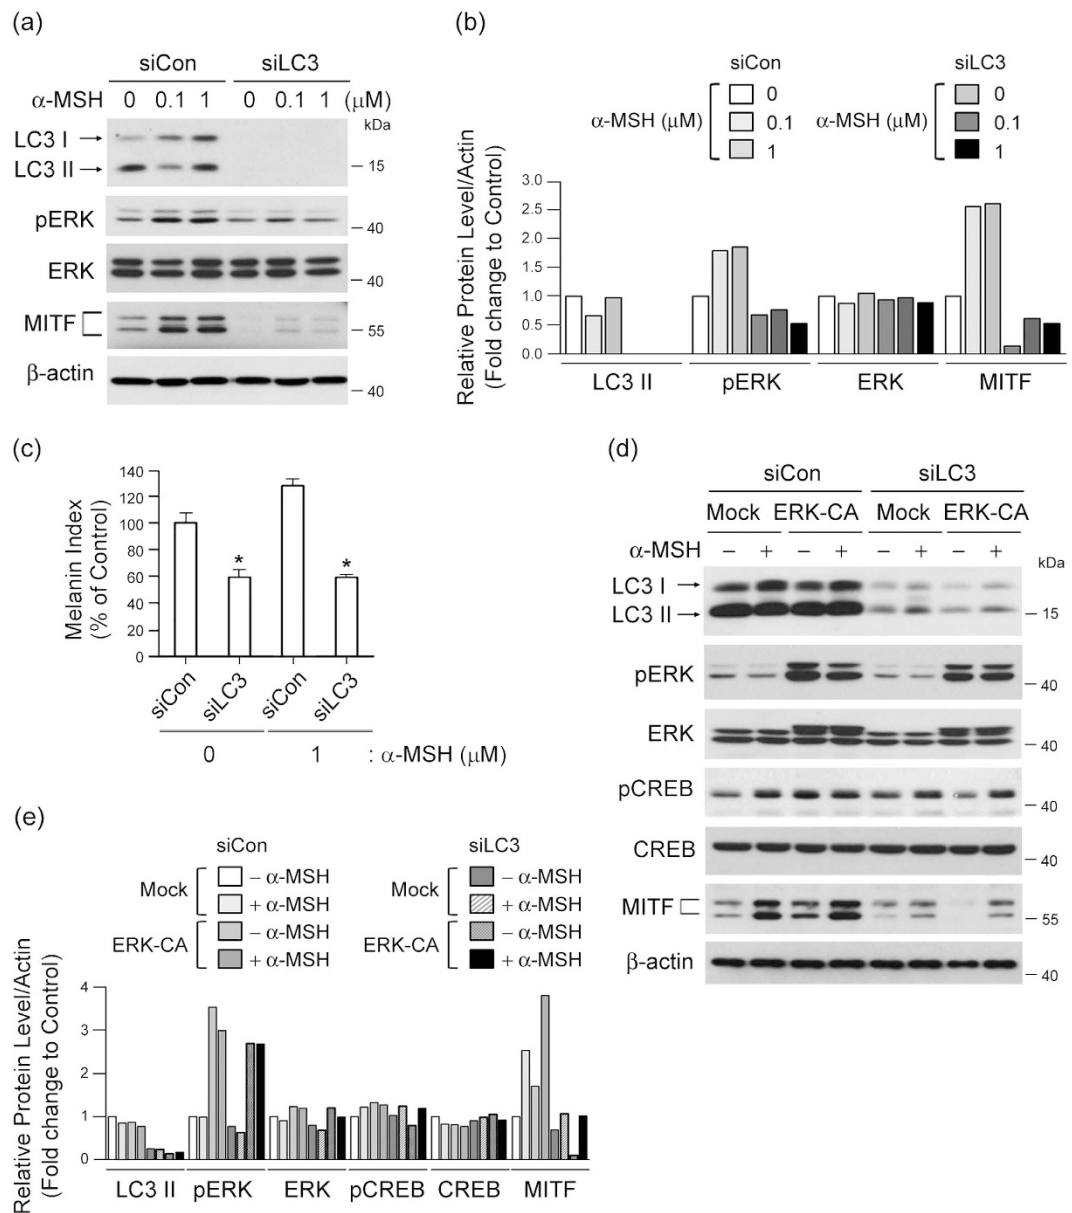 (a)
siCon siLC3
α-MSH 0 0.1 1 0 0.1 1 (μM)
kDa
LC3 I
LC3 II
15
pERK
40
ERK
40
MITF
55
β-actin
40
(b)
siCon siLC3
α-MSH (μM) 0 0.1 1 α-MSH (μM) 0 0.1 1
Relative Protein Level/Actin
(Fold change to Control)
3.0
2.5
2.0
1.5
1.0
0.5
0.0
LC3 II pERK ERK MITF
(c)
Melanin Index
(% of Control)
140
120
100
80
60
40
20
0
* *
siCon siLC3 siCon siLC3
0 1 : α-MSH (μM)
(d)
siCon siLC3
Mock ERK-CA Mock ERK-CA
α-MSH − + − + − + − +
kDa
LC3 I
LC3 II
15
pERK
40
ERK
40
pCREB
40
CREB
40
MITF
55
β-actin
40
(e)
siCon siLC3
Mock − α-MSH Mock − α-MSH
+ α-MSH + α-MSH
ERK-CA − α-MSH ERK-CA − α-MSH
+ α-MSH + α-MSH
Relative Protein Level/Actin
(Fold change to Control)
4
3
2
1
0
LC3 II pERK ERK pCREB CREB MITF